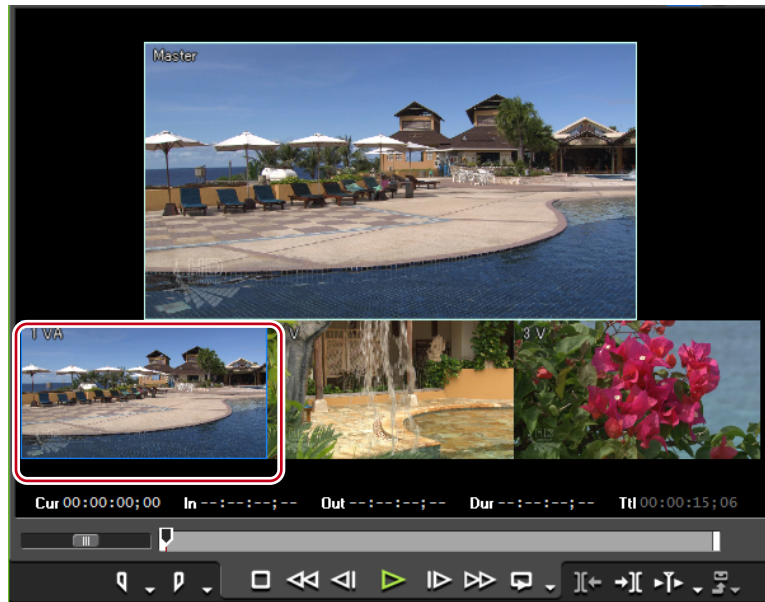 Master
1 VA
V
3 V
Cur 00:00:00;00 In --:--:--;-- Out --:--:--;-- Dur --:--:--;-- Ttl 00:00:15;06